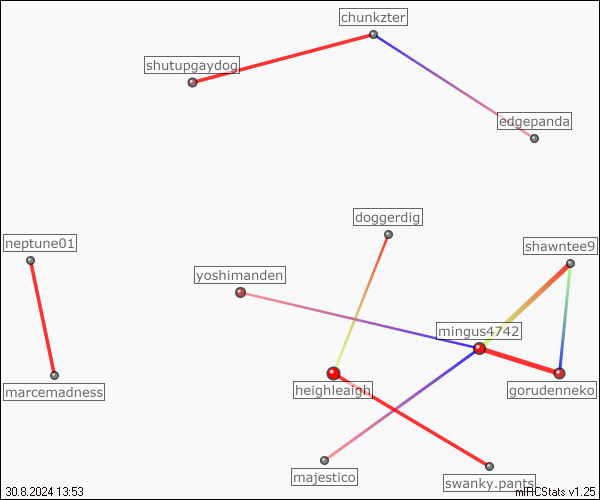 chunkzter
shutupgaydog
edgepanda
doggerdig
neptune01
shawntee9
yoshimanden
mingus4742
marcemadness
heighleaigh
gorudenneko
majestico
swanky.pants
30.8.2024 13:53
mIRCStats v1.25